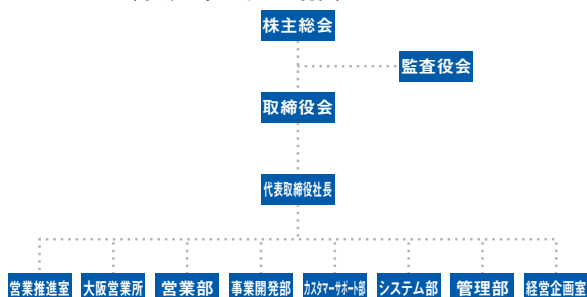 株主総会
監査役会
取締役会
代表取締役社長
営業推進室
大阪営業所
営業部
事業開発部
カスタマーサポート部
システム部
管理部
経営企画室